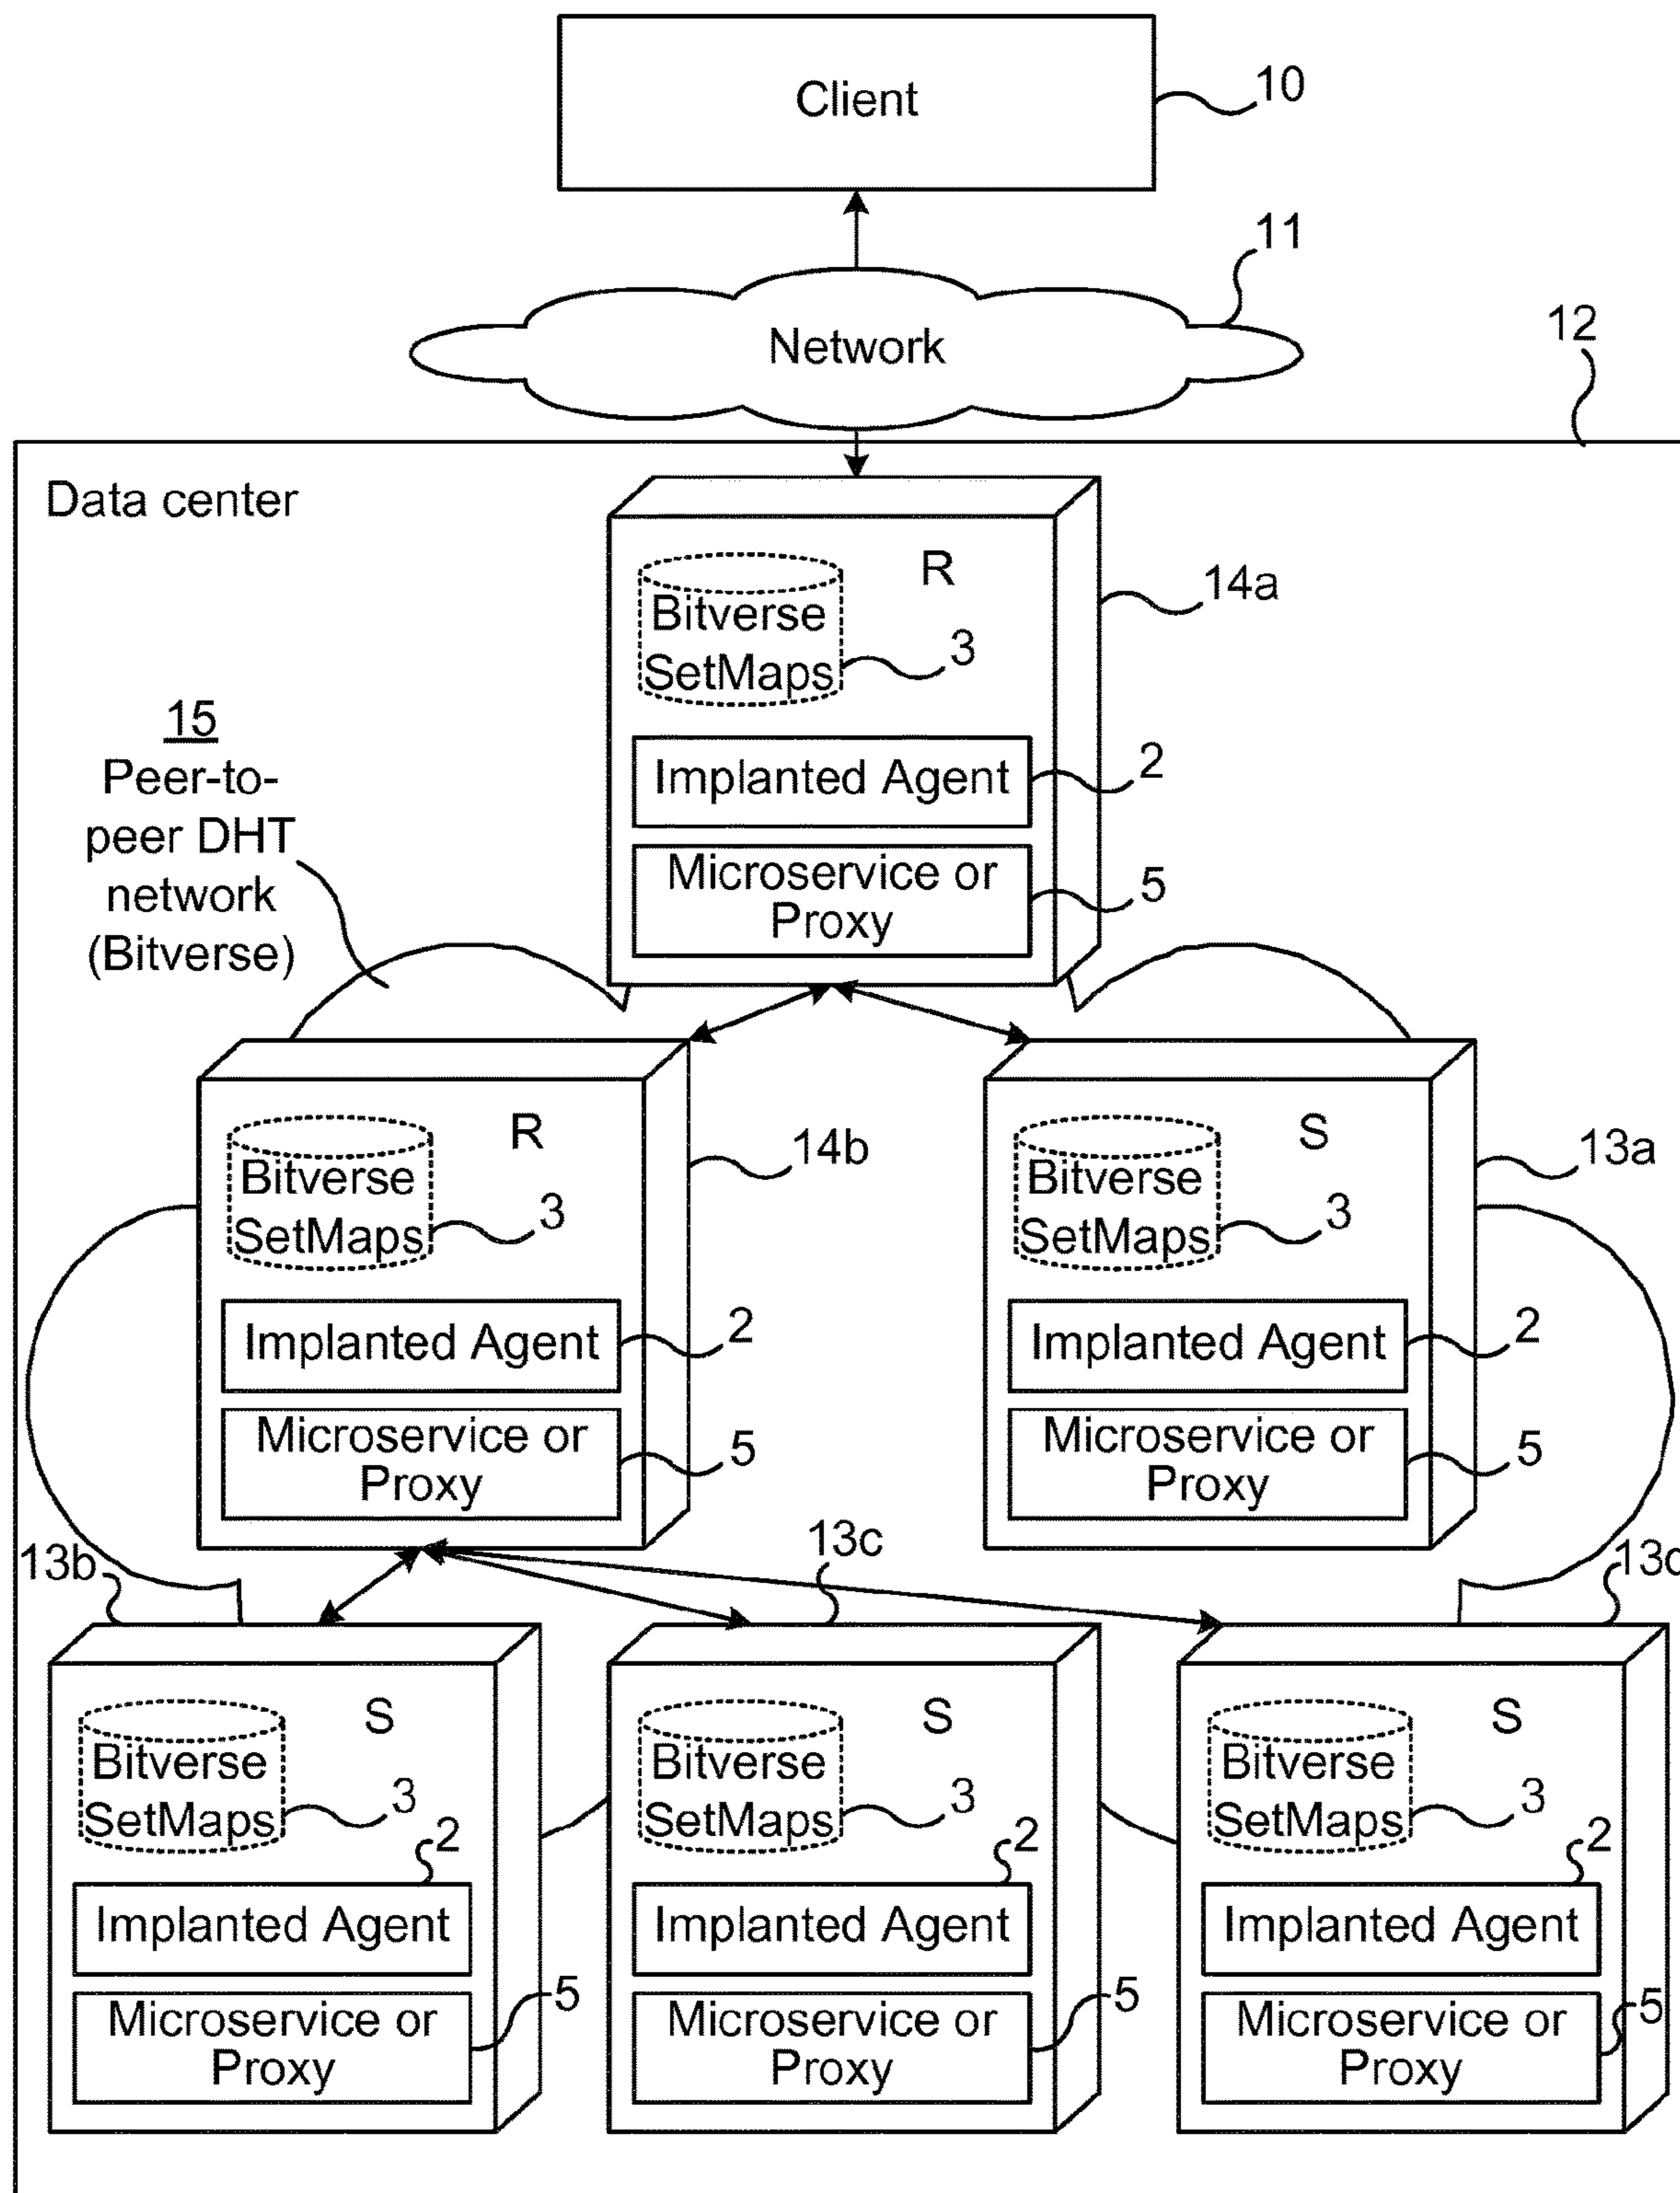 Client
10
11
Network
12
Data center
R
14a
Bitverse
SetMaps
3
15
Peer-to-
peer DHT
network
(Bitverse)
Implanted Agent
2
Microservice or
Proxy
5
R
14b
Bitverse
SetMaps
3
Implanted Agent
2
Microservice or
Proxy
5
S
13a
Bitverse
SetMaps
3
Implanted Agent
2
Microservice or
Proxy
5
13b
S
Bitverse
SetMaps
3
2
Implanted Agent
5
Microservice or
Proxy
13c
S
Bitverse
SetMaps
3
2
Implanted Agent
5
Microservice or
Proxy
S
Bitverse
SetMaps
3
2
Implanted Agent
5
Microservice or
Proxy